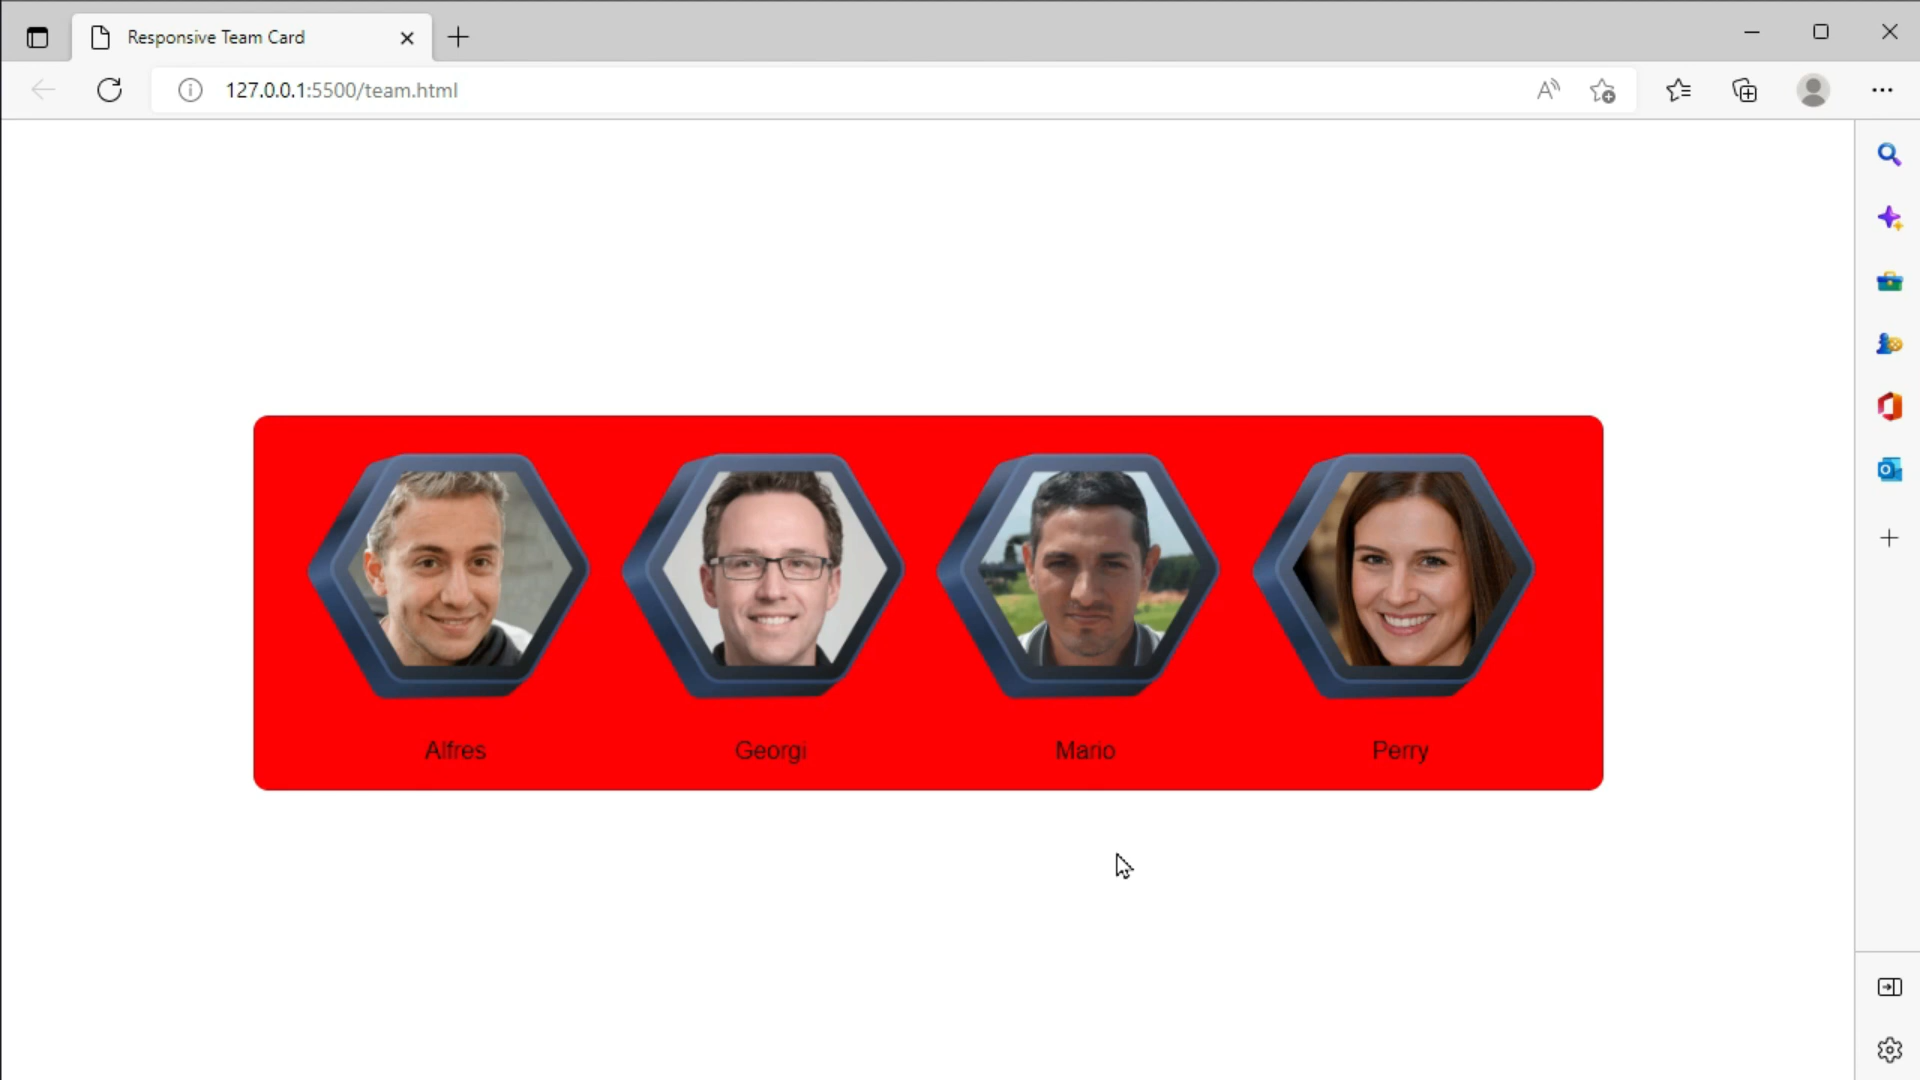 Responsive Team Card
127.0.0.1:5500/team.html
Alfres
Georgi
Mario
Perry